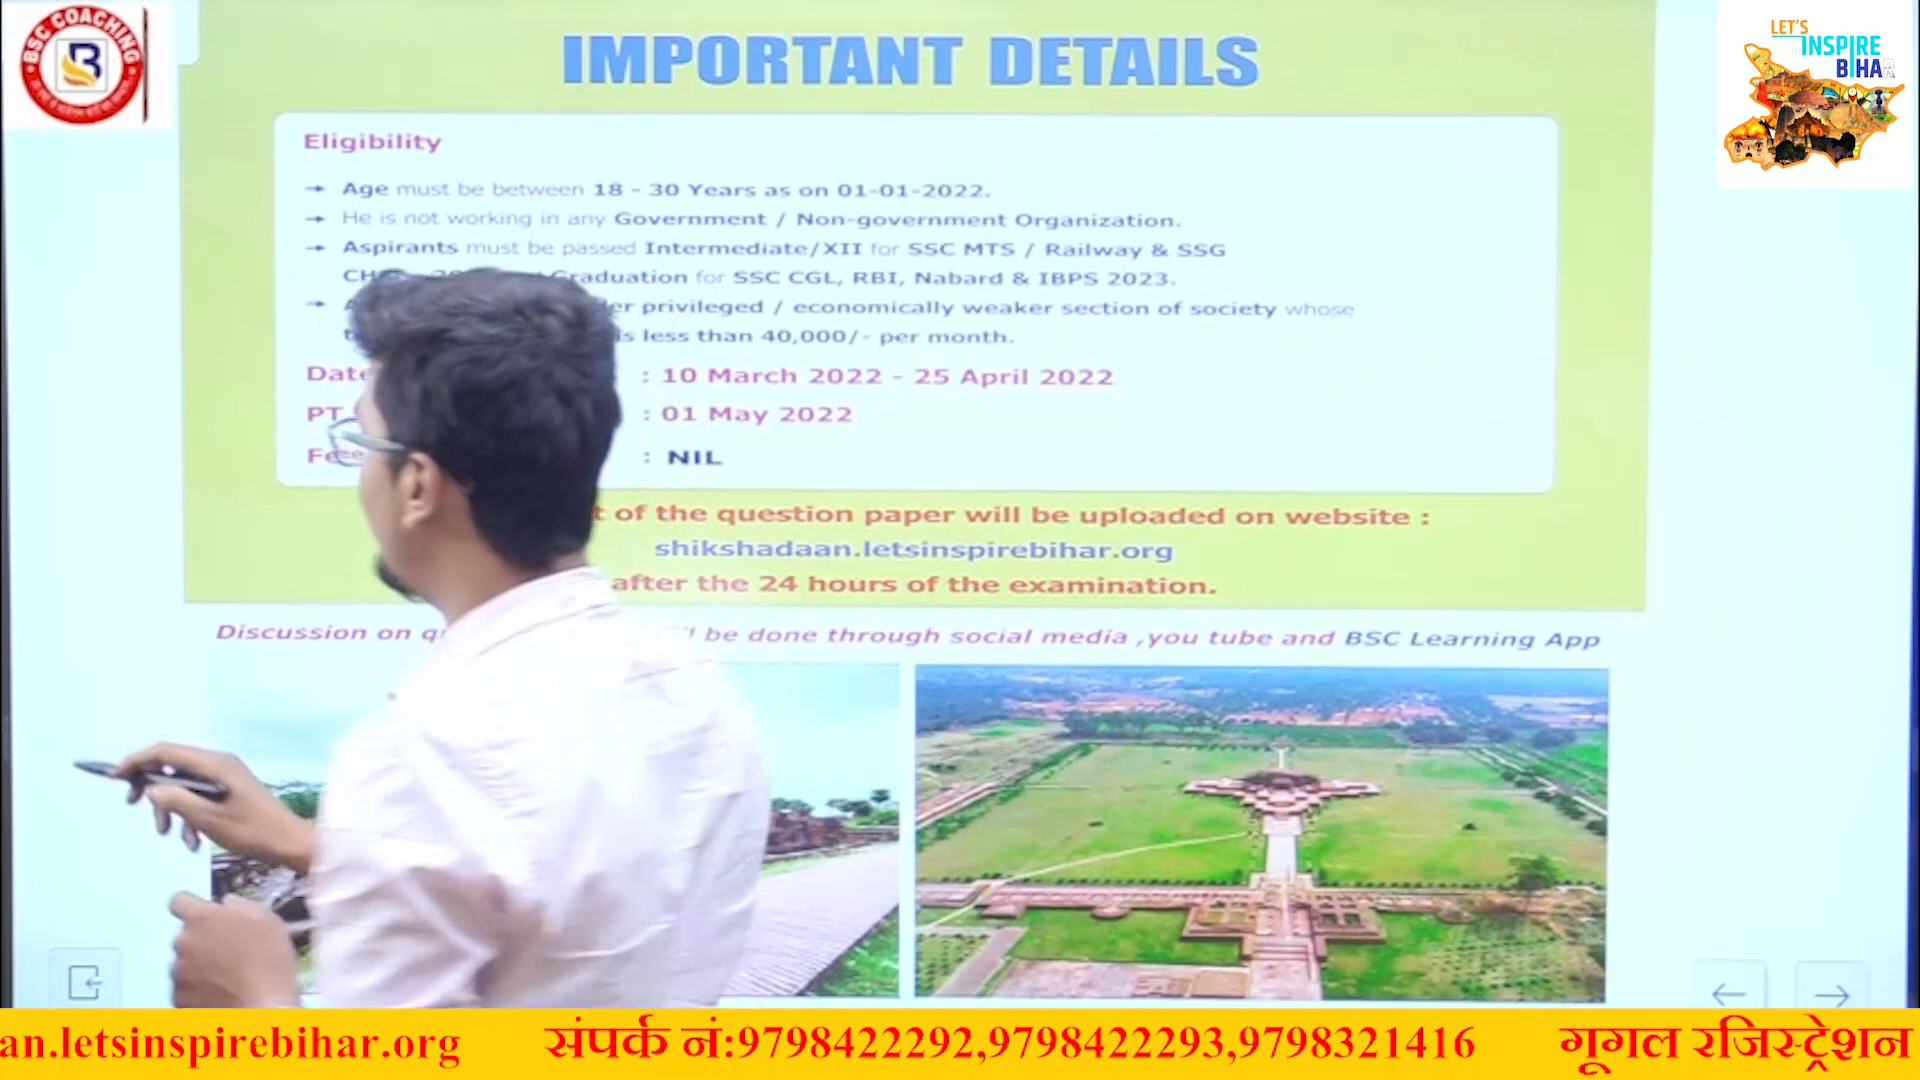 BSC COACHING
LET'S
INSPIRE
BIHAR
IMPORTANT DETAILS
Eligibility
→ Age must be between 18 - 30 Years as on 01-01-2022.
→ He is not working in any Government / Non-government Organization.
→ Aspirants must be passed Intermediate/XII for SSC MTS / Railway & SSG
Graduation for SSC CGL, RBI, Nabard & IBPS 2023.
→ privileged / economically weaker section of society whose
less than 40,000/- per month.
Date : 10 March 2022 - 25 April 2022
PT : 01 May 2022
: NIL
of the question paper will be uploaded on website :
shikshadaan.letsinspirebihar.org
after the 24 hours of the examination.
Discussion on be done through social media ,you tube and BSC Learning App
an.letsinspirebihar.org संपर्क नं:9798422292,9798422293,9798321416 गूगल रजिस्ट्रेशन